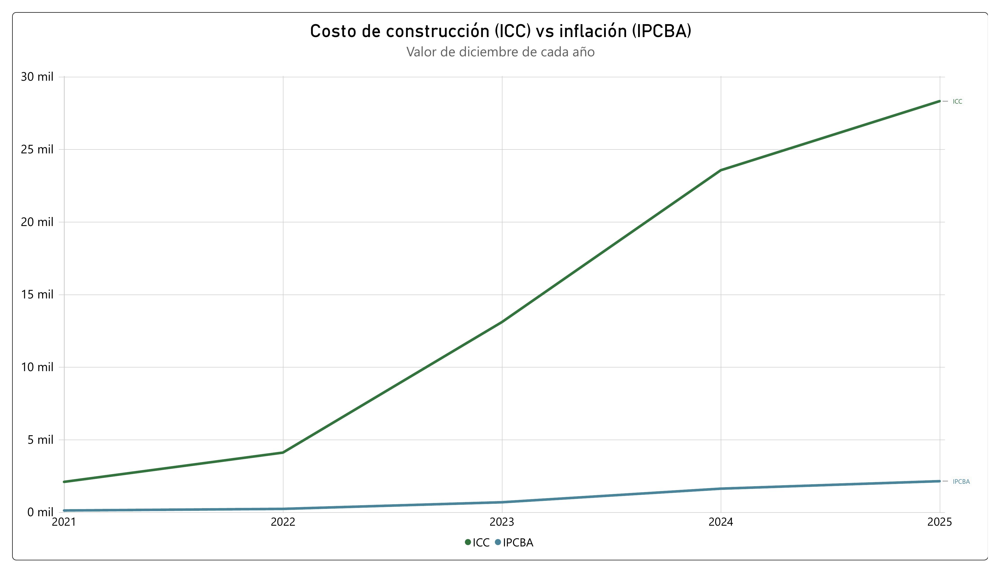 Costo de construcción (ICC) vs inflación (IPCBA)
Valor de diciembre de cada año
30 mil
25 mil
20 mil
15 mil
10 mil
5 mil
0 mil
ICC
IPCBA
2021 2022 2023 2024 2025
ICC IPCBA